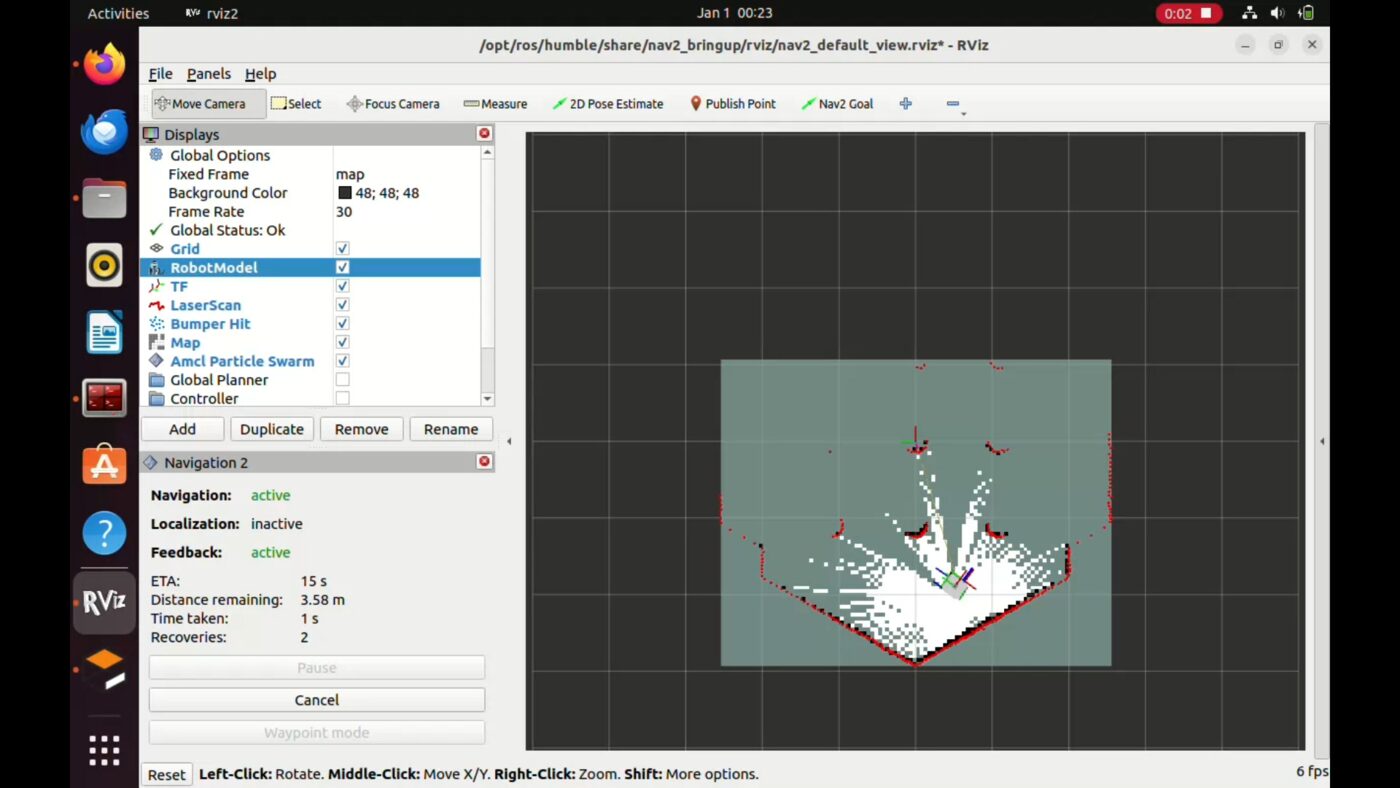 Activities RViz rviz2 Jan 1 00:23 0:02
/opt/ros/humble/share/nav2_bringup/rviz/nav2_default_view.rviz* - RViz
File Panels Help
Move Camera Select Focus Camera Measure 2D Pose Estimate Publish Point Nav2 Goal
Displays
Global Options
Fixed Frame map
Background Color 48; 48; 48
Frame Rate 30
Global Status: Ok
Grid
RobotModel
TF
LaserScan
Bumper Hit
Map
Amcl Particle Swarm
Global Planner
Controller
Add Duplicate Remove Rename
Navigation 2
Navigation: active
Localization: inactive
Feedback: active
ETA: 15 s
Distance remaining: 3.58 m
Time taken: 1 s
Recoveries: 2
Pause
Cancel
Waypoint mode
RViz
Reset Left-Click: Rotate. Middle-Click: Move X/Y. Right-Click: Zoom. Shift: More options. 6 fps